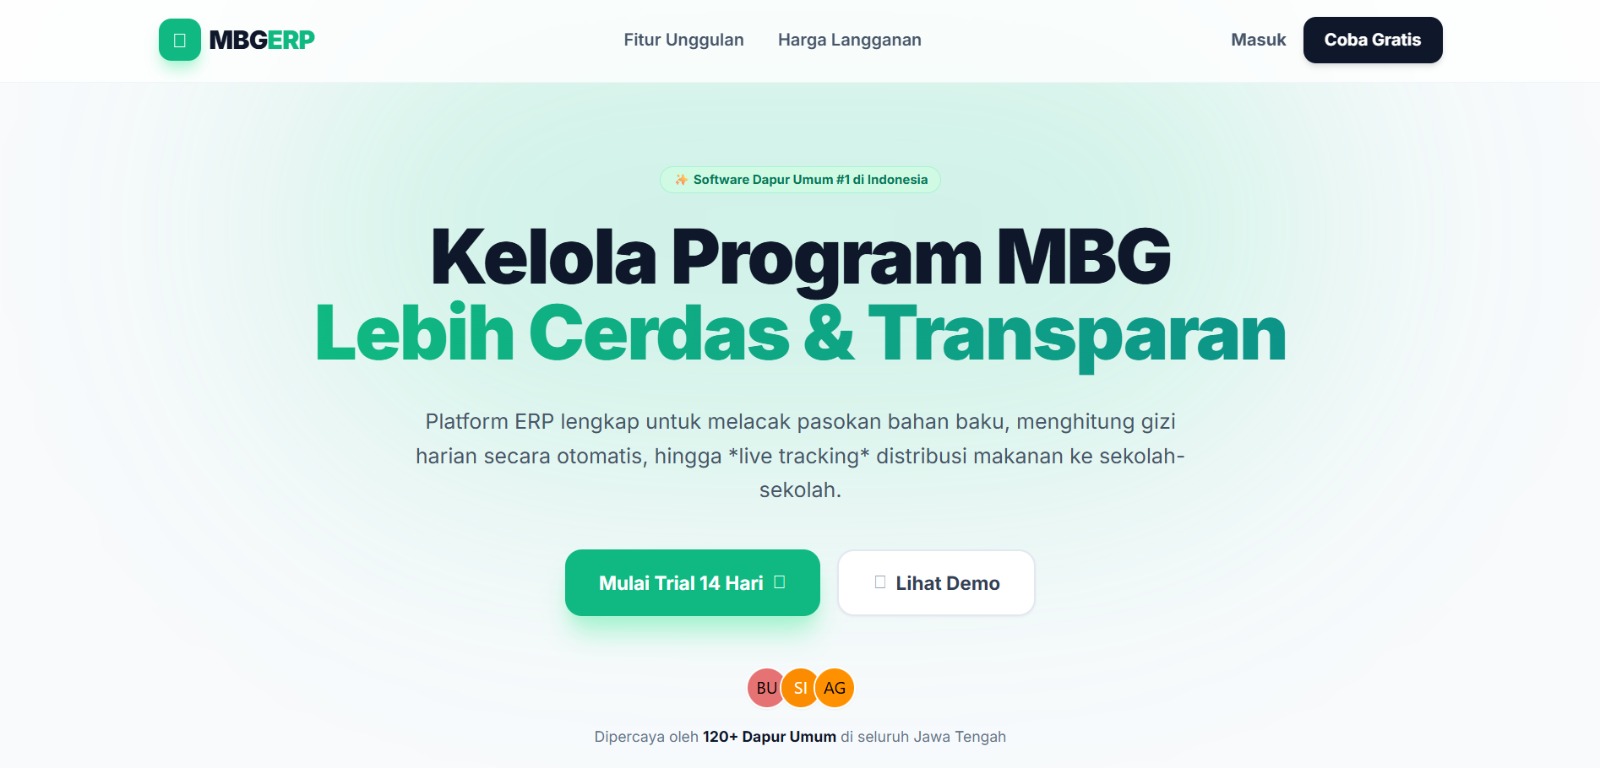 MBGERP
Fitur Unggulan
Harga Langganan
Masuk
Coba Gratis
✨ Software Dapur Umum #1 di Indonesia
Kelola Program MBG
Lebih Cerdas & Transparan
Platform ERP lengkap untuk melacak pasokan bahan baku, menghitung gizi
harian secara otomatis, hingga *live tracking* distribusi makanan ke sekolah-
sekolah.
Mulai Trial 14 Hari
Lihat Demo
BU
SI
AG
Dipercaya oleh 120+ Dapur Umum di seluruh Jawa Tengah